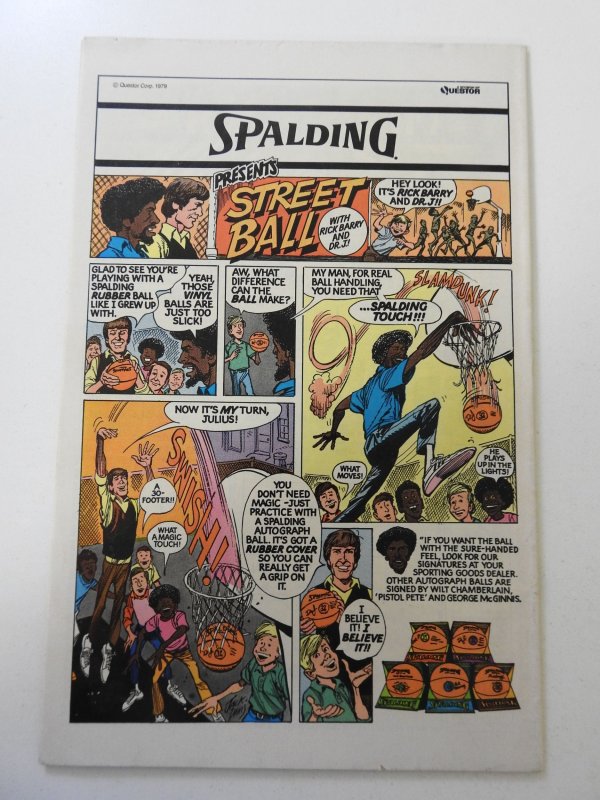 © Questor Corp. 1979
QUESTOR
SPALDING
PRESENTS
STREET
BALL
WITH
RICK BARRY
AND
DR. J!
HEY LOOK!
IT'S RICK BARRY
AND DR. J!!
GLAD TO SEE YOU'RE
PLAYING WITH A
SPALDING
RUBBER BALL
LIKE I GREW UP
WITH.
YEAH,
THOSE
VINYL
BALLS ARE
JUST TOO
SLICK!
AW, WHAT
DIFFERENCE
CAN THE
BALL MAKE?
MY MAN, FOR REAL
BALL HANDLING,
YOU NEED THAT
...SPALDING
TOUCH!!!
SLAMDUNK!
WHAT
MOVES!
HE
PLAYS
UP IN THE
LIGHTS!
NOW IT'S MY TURN,
JULIUS!
A
30-
FOOTER!!
WHAT
A MAGIC
TOUCH!
SWISH!
YOU
DON'T NEED
MAGIC-JUST
PRACTICE WITH
A SPALDING
AUTOGRAPH
BALL. IT'S GOT A
RUBBER COVER
SO YOU CAN
REALLY GET
A GRIP ON
IT.
I
BELIEVE
IT! I
BELIEVE
IT!!
"IF YOU WANT THE BALL
WITH THE SURE-HANDED
FEEL, LOOK FOR OUR
SIGNATURES AT YOUR
SPORTING GOODS DEALER.
OTHER AUTOGRAPH BALLS ARE
SIGNED BY WILT CHAMBERLAIN,
'PISTOL PETE' AND GEORGE McGINNIS.